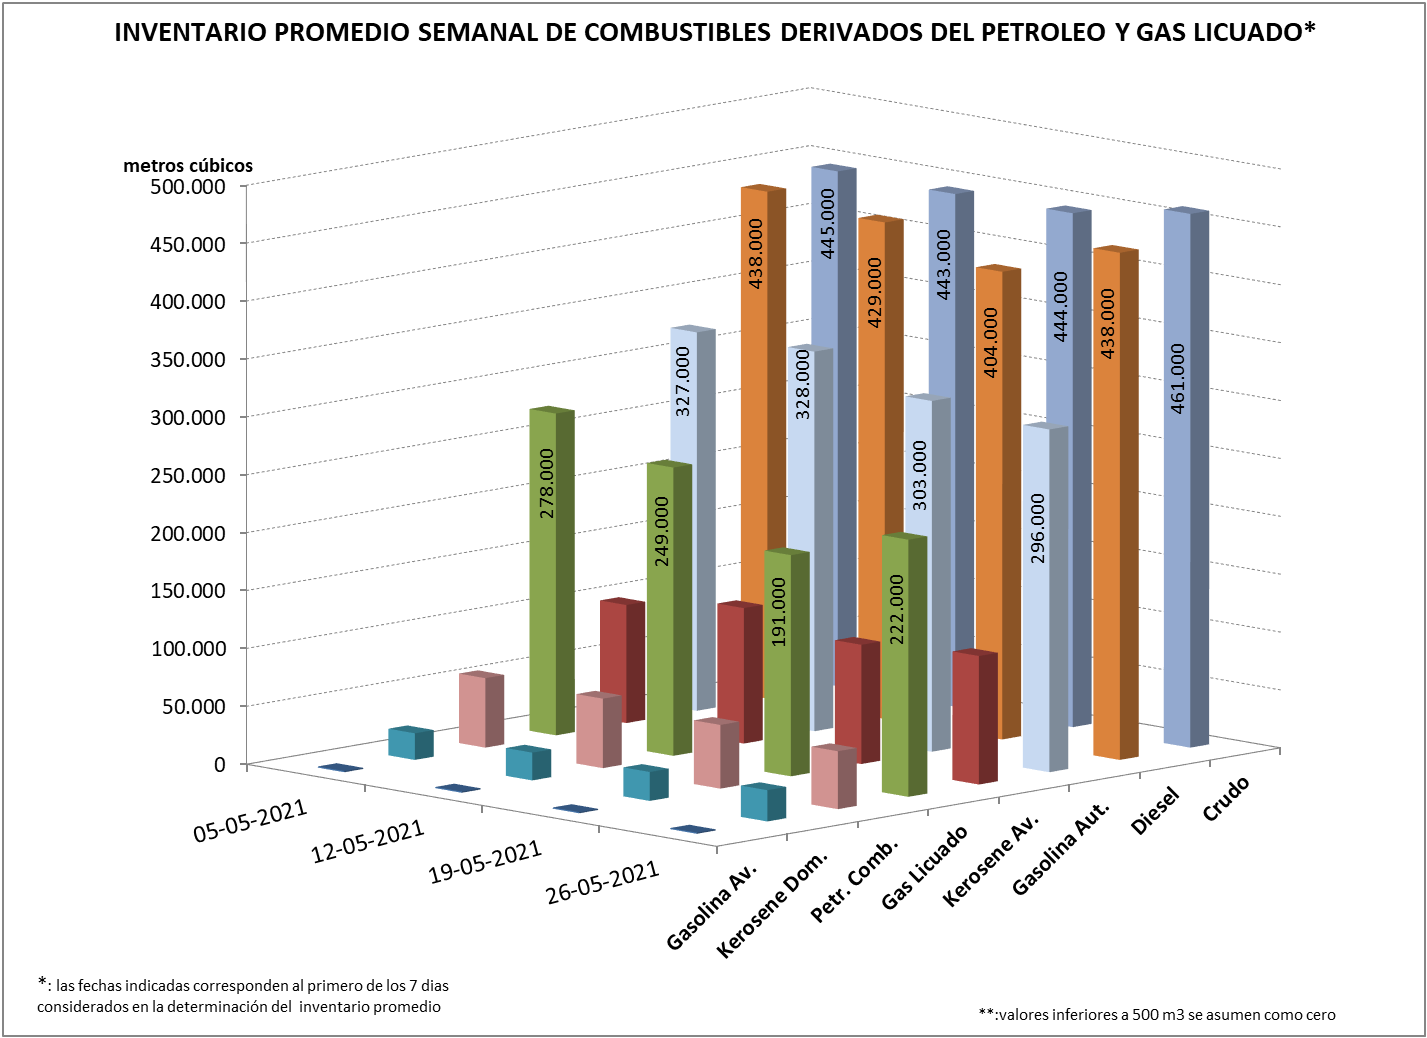 INVENTARIO PROMEDIO SEMANAL DE COMBUSTIBLES DERIVADOS DEL PETROLEO Y GAS LICUADO*
metros cúbicos
500.000
450.000
400.000
350.000
300.000
250.000
200.000
150.000
100.000
50.000
0
438.000
445.000
429.000
443.000
404.000
444.000
438.000
461.000
327.000
328.000
303.000
296.000
278.000
249.000
191.000
222.000
05-05-2021
12-05-2021
19-05-2021
26-05-2021
Gasolina Av.
Kerosene Dom.
Petr. Comb.
Gas Licuado
Kerosene Av.
Gasolina Aut.
Diesel
Crudo
*: las fechas indicadas corresponden al primero de los 7 dias
considerados en la determinación del inventario promedio
**:valores inferiores a 500 m3 se asumen como cero